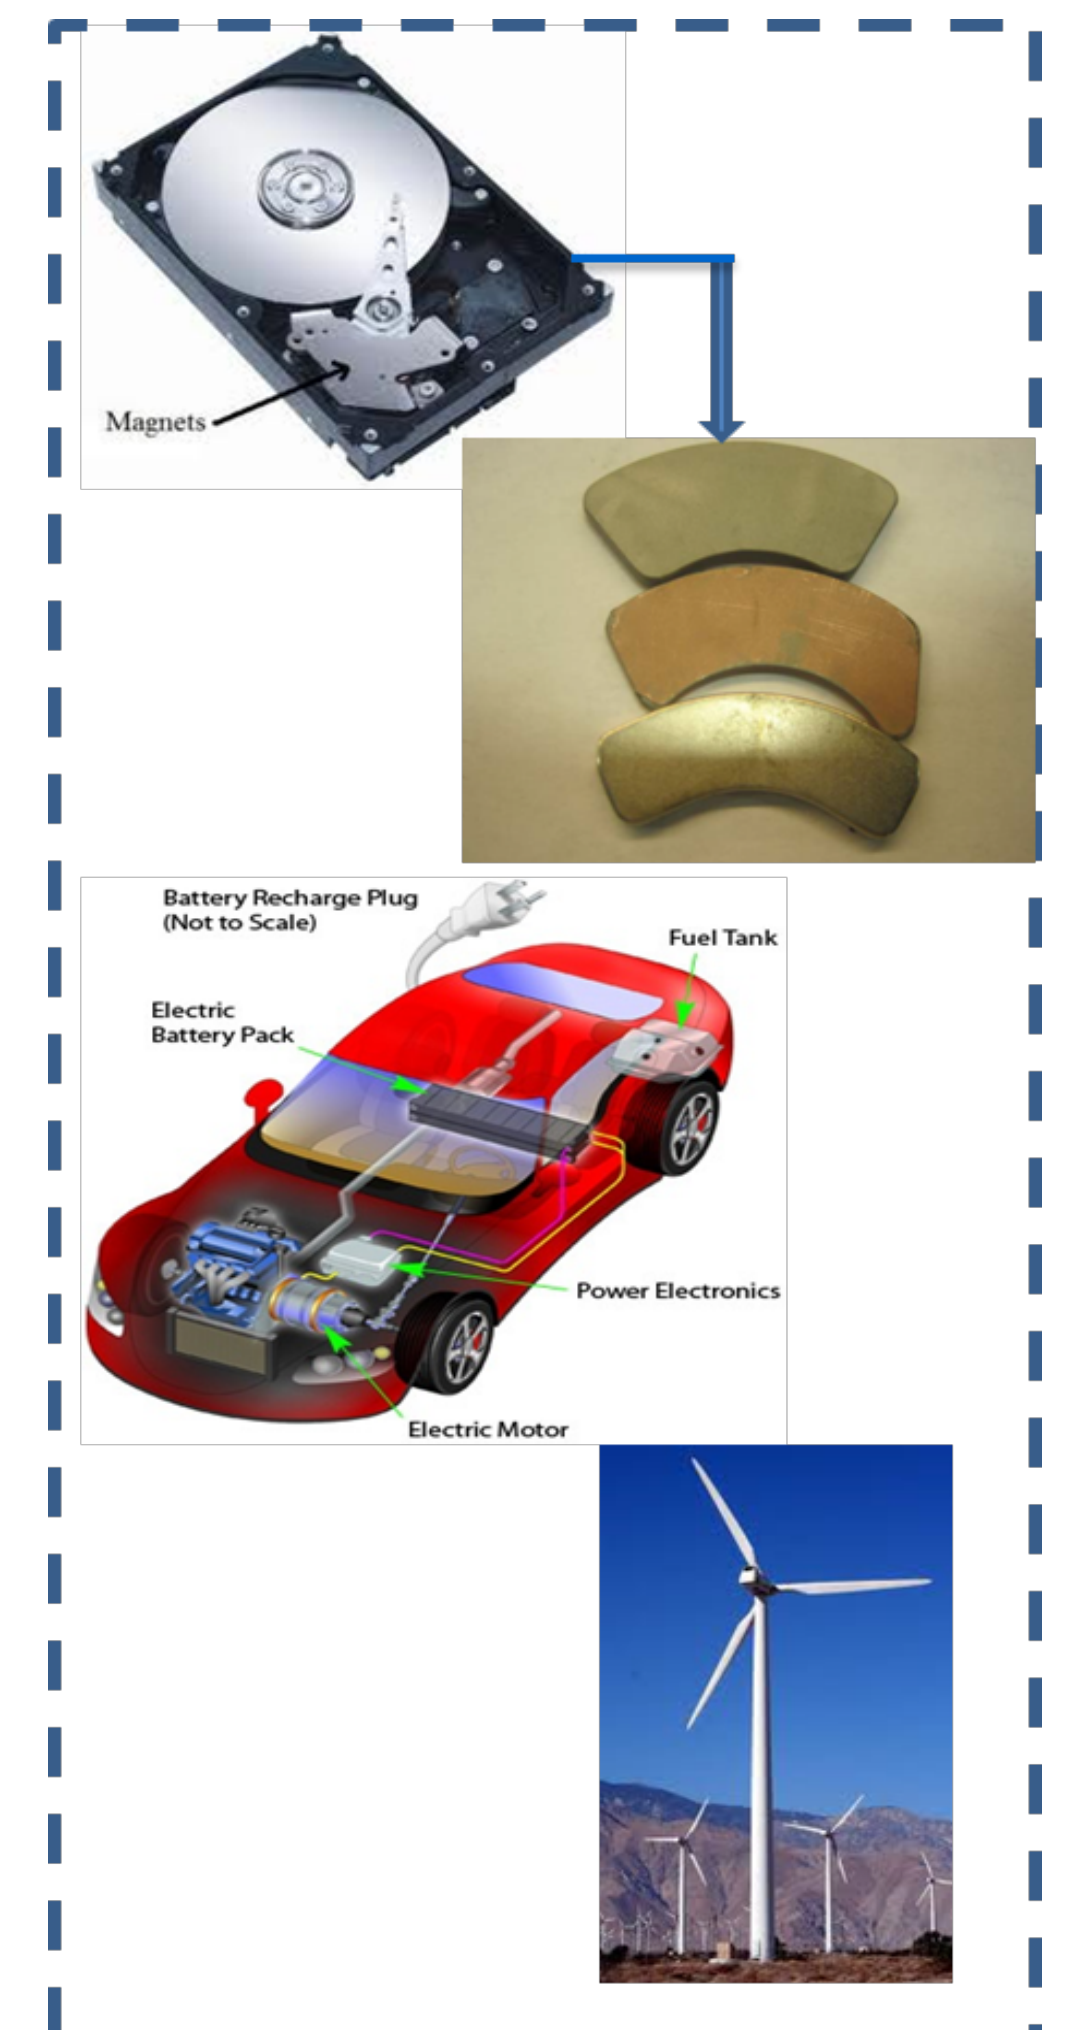 Magnets
Battery Recharge Plug
(Not to Scale)
Fuel Tank
Electric
Battery Pack
Power Electronics
Electric Motor